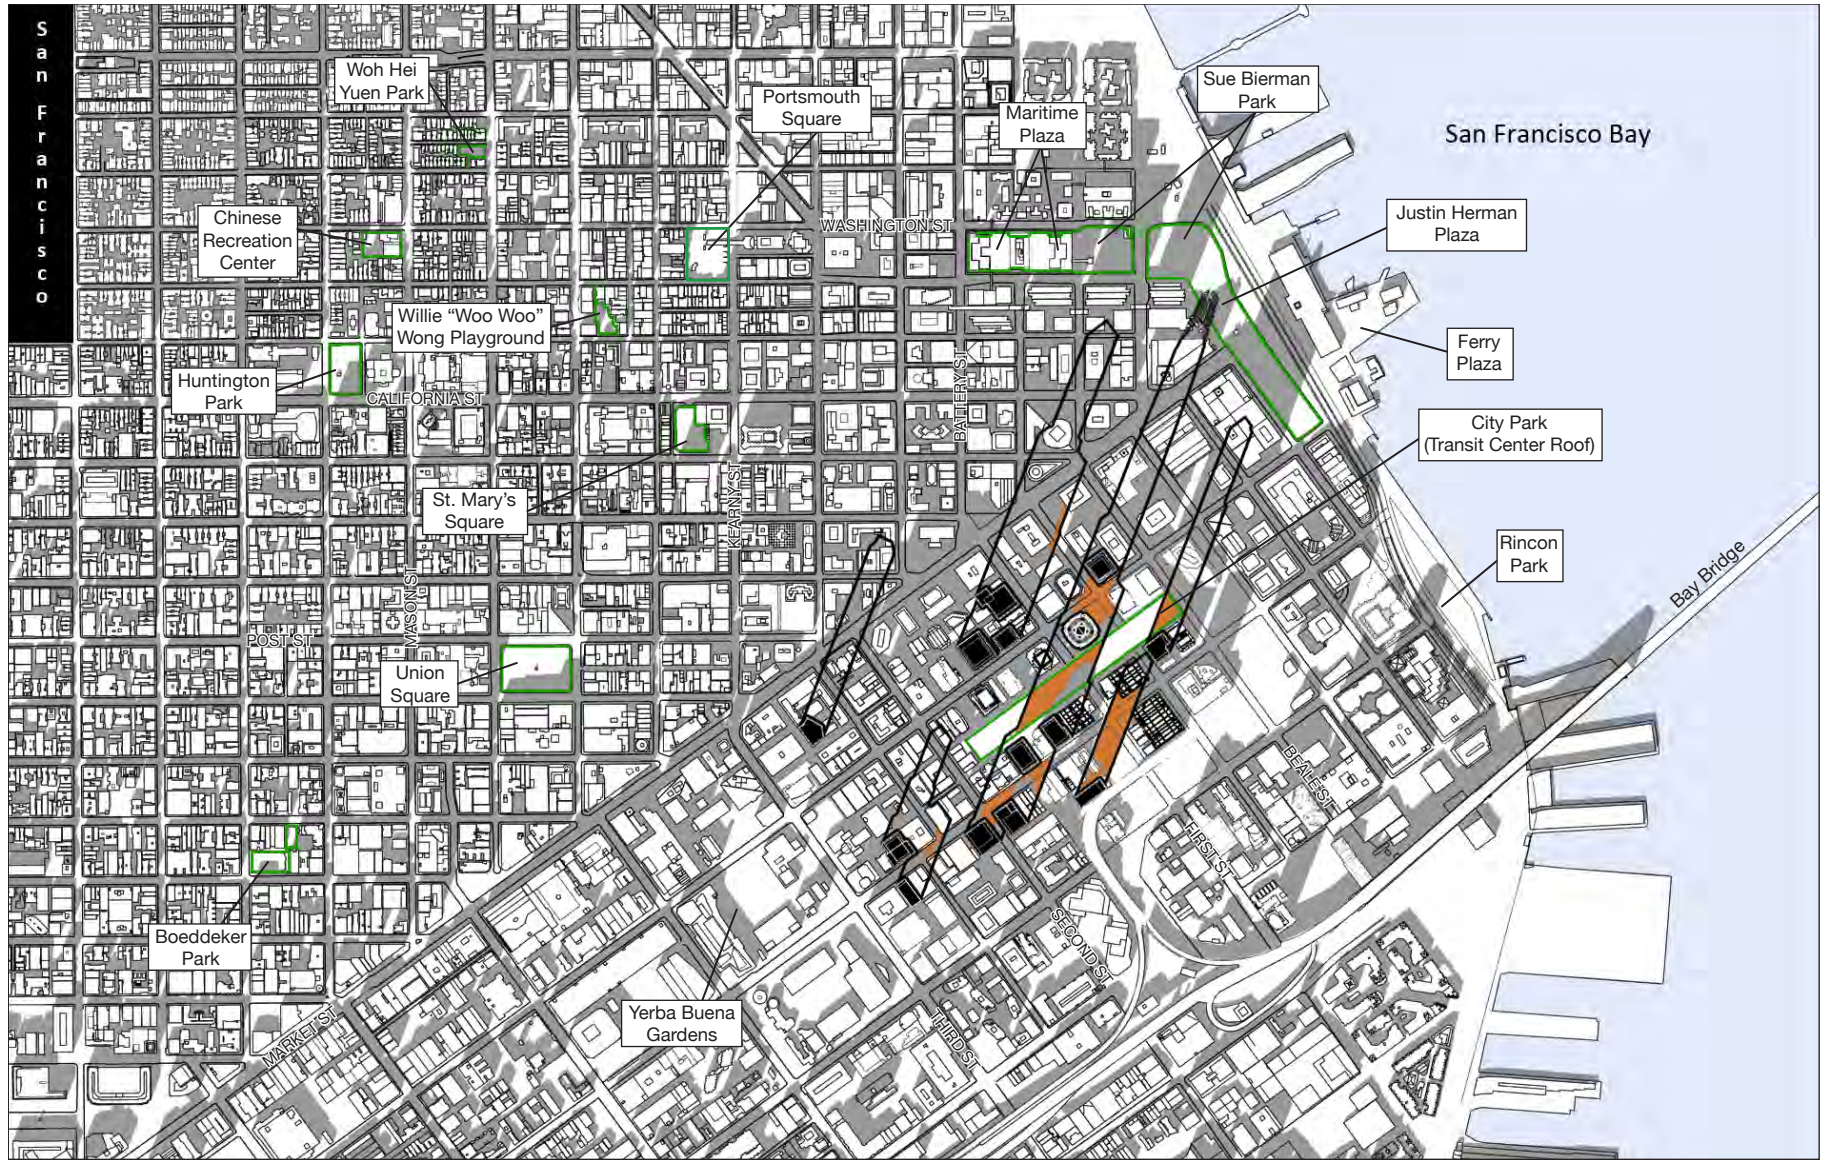 San Francisco
Woh Hei
Yuen Park
Portsmouth
Square
Maritime
Plaza
Sue Bierman
Park
San Francisco Bay
Chinese
Recreation
Center
WASHINGTON ST
Justin Herman
Plaza
Willie “Woo Woo”
Wong Playground
Ferry
Plaza
Huntington
Park
CALIFORNIA ST
BATTERY ST
City Park
(Transit Center Roof)
St. Mary’s
Square
KEARNY ST
Rincon
Park
Bay Bridge
MASON ST
POST ST
Union
Square
BEALE ST
FIRST ST
Boeddeker
Park
SECOND ST
Yerba Buena
Gardens
THIRD ST
MARKET ST